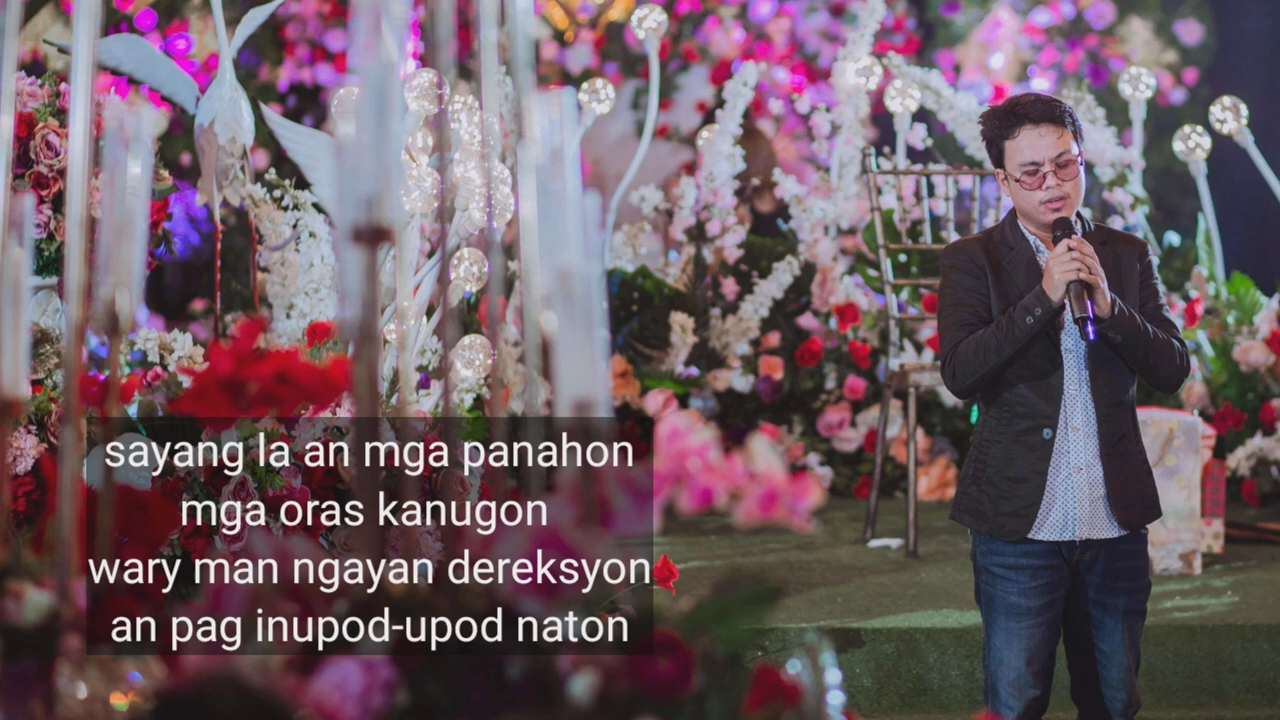 sayang la an mga panahon
mga oras kanugon
wary man ngayan dereksyon
an pag inupod-upod naton